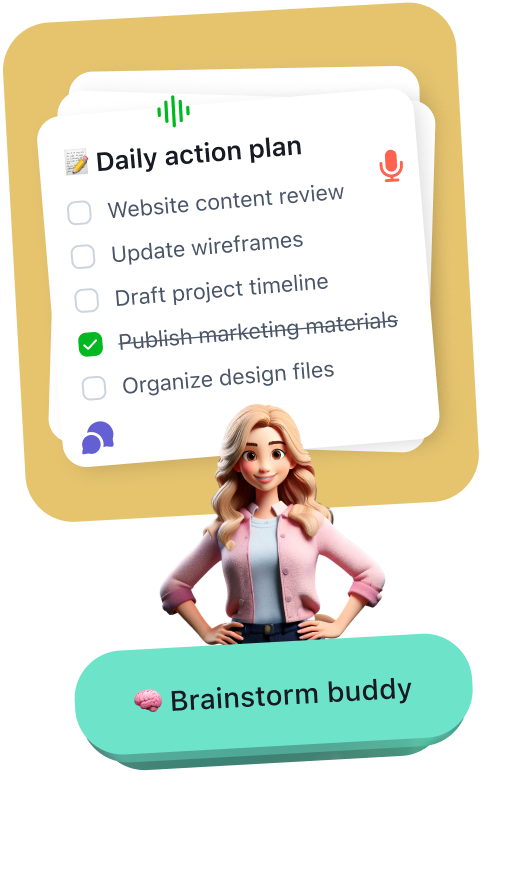 📝 Daily action plan
Website content review
Update wireframes
Draft project timeline
Publish marketing materials
Organize design files
🧠 Brainstorm buddy